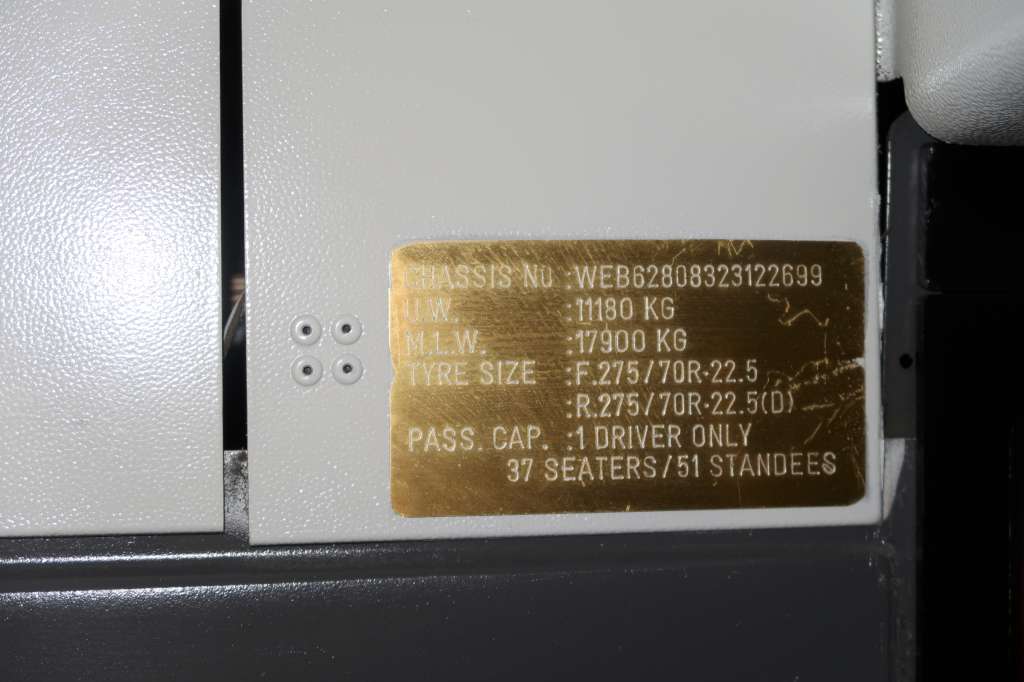 CHASSIS NO :WEB62808323122699
U.W. :11180 KG
M.L.W. :17900 KG
TYRE SIZE :F.275/70R·22.5
:R.275/70R·22.5(D)
PASS. CAP. :1 DRIVER ONLY
37 SEATERS/51 STANDEES